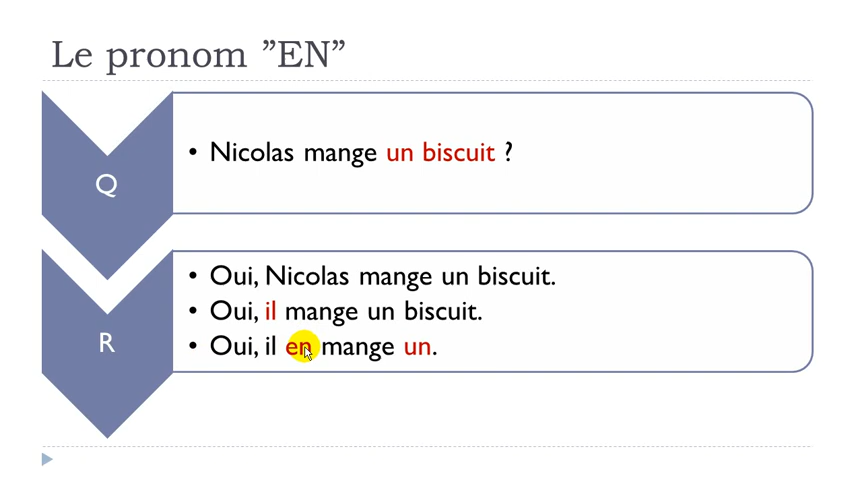 Le pronom ”EN”
Q
• Nicolas mange un biscuit ?
R
• Oui, Nicolas mange un biscuit.
• Oui, il mange un biscuit.
• Oui, il en mange un.